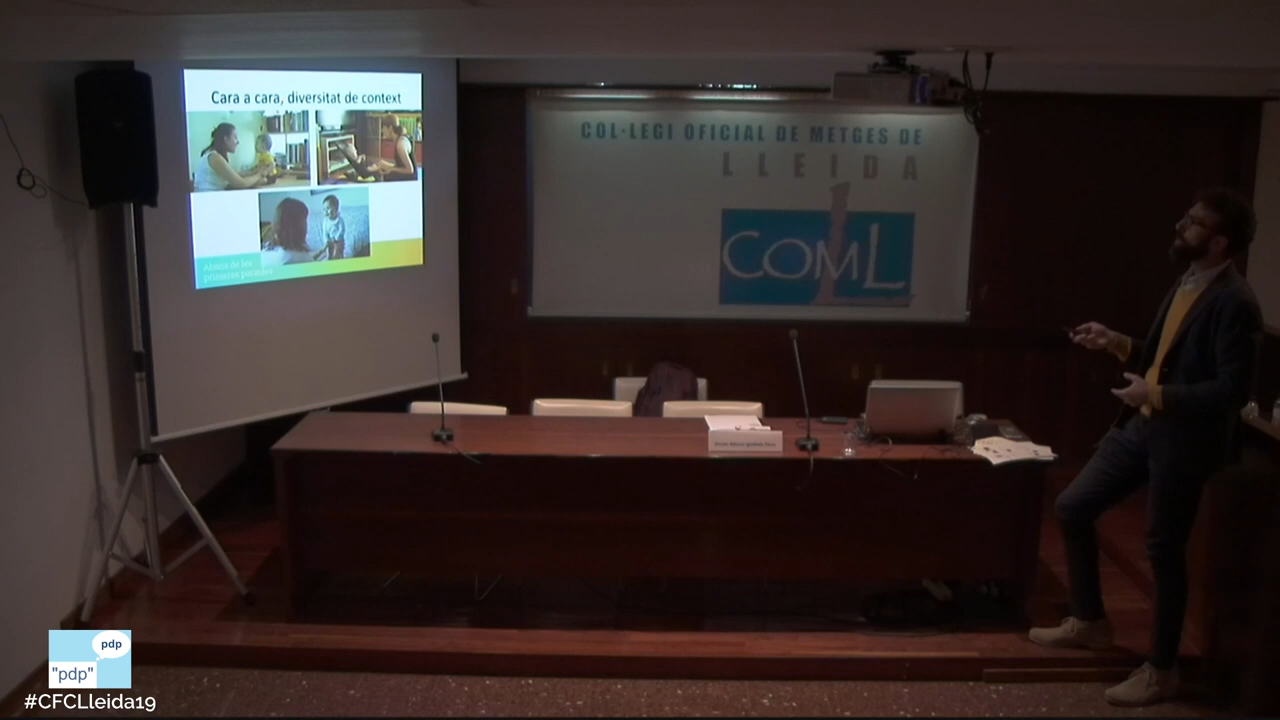 Cara a cara, diversitat de context
Abans de les
primeres paraules
COL·LEGI OFICIAL DE METGES DE
LLEIDA
COML
pdp
"pdp"
#CFCLleida19